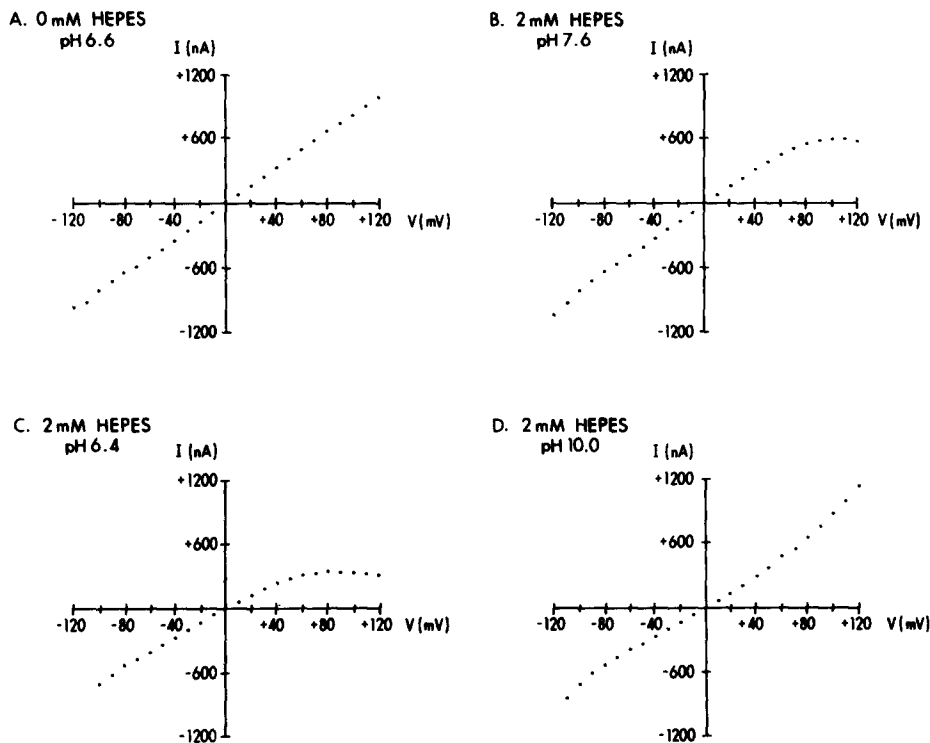 A. 0 mM HEPES
pH 6.6
I (nA)
+1200
+600
-120 -80 -40 +40 +80 +120 V (mV)
-600
-1200
B. 2 mM HEPES
pH 7.6
I (nA)
+1200
+600
-120 -80 -40 +40 +80 +120 V (mV)
-600
-1200
C. 2 mM HEPES
pH 6.4
I (nA)
+1200
+600
-120 -80 -40 +40 +80 +120 V (mV)
-600
-1200
D. 2 mM HEPES
pH 10.0
I (nA)
+1200
+600
-120 -80 -40 +40 +80 +120 V (mV)
-600
-1200